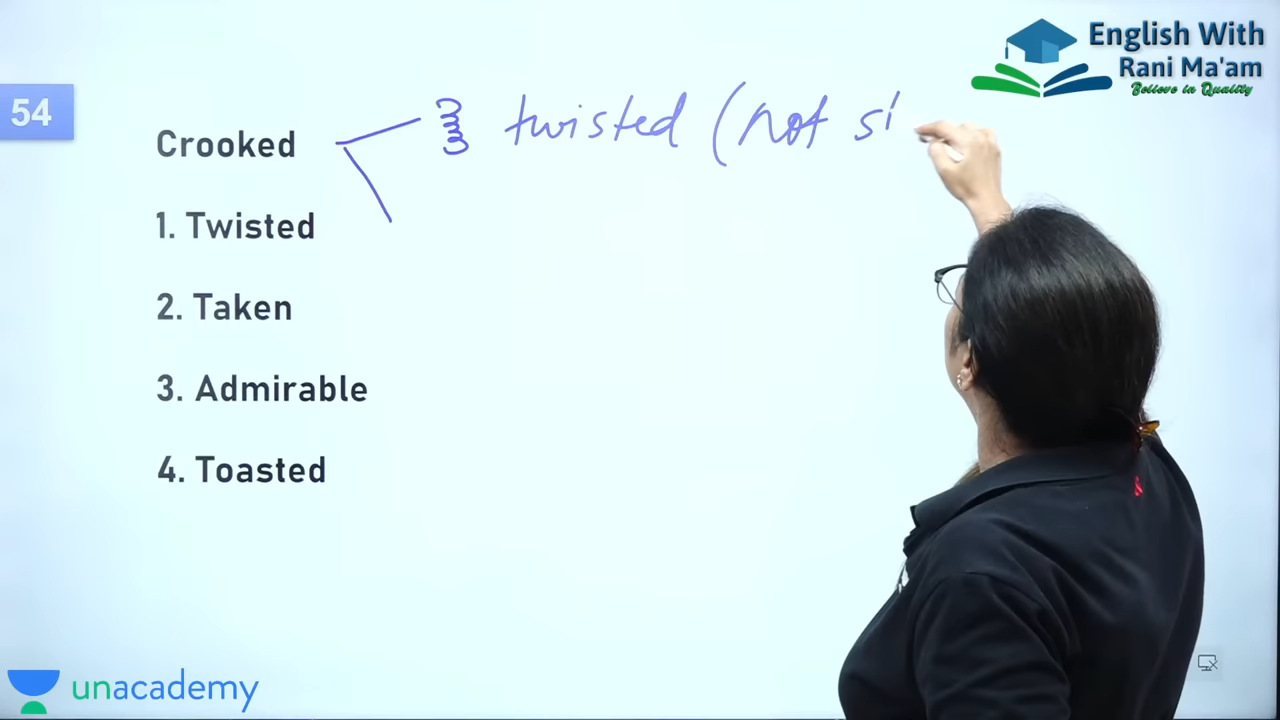 English With
Rani Ma'am
Believe in Quality
54
Crooked
twisted (not
1. Twisted
2. Taken
3. Admirable
4. Toasted
unacademy